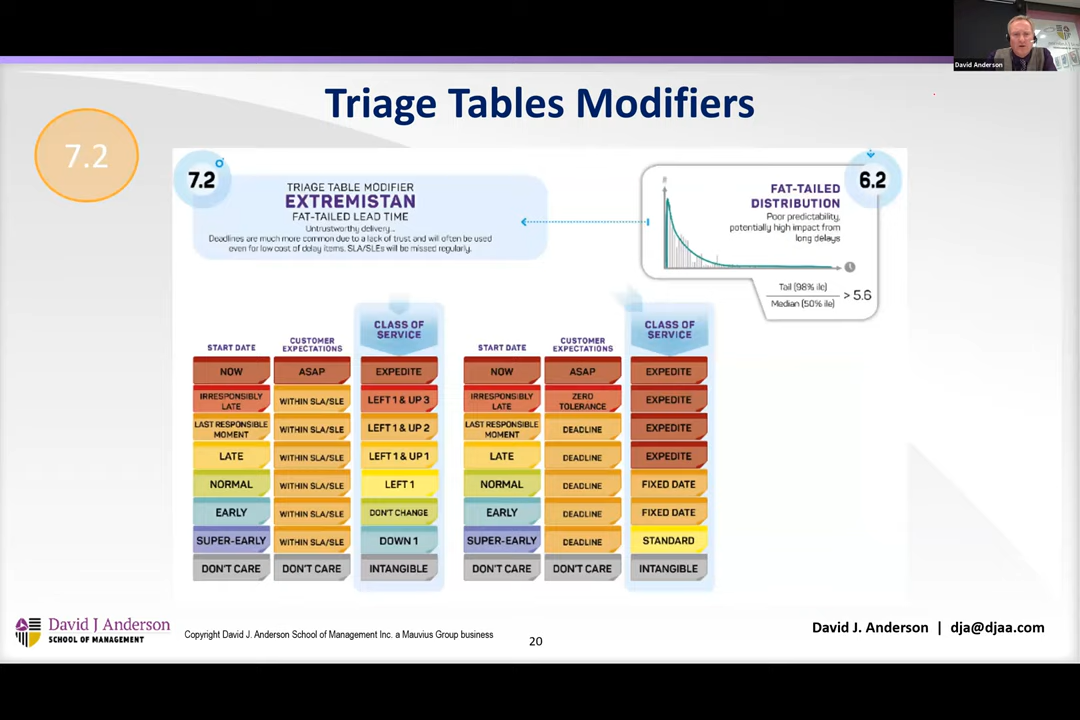 David Anderson
Triage Tables Modifiers
7.2
7.2
TRIAGE TABLE MODIFIER
EXTREMISTAN
FAT-TAILED LEAD TIME
Untrustworthy delivery...
Deadlines are much more common due to a lack of trust and will often be used
even for low cost of delay items. SLA/SLEs will be missed regularly.
6.2
FAT-TAILED
DISTRIBUTION
Poor predictability,
potentially high impact from
long delays
Tail (98% ile)
Median (50% ile)
> 5.6
START DATE CUSTOMER EXPECTATIONS CLASS OF SERVICE
NOW ASAP EXPEDITE
IRRESPONSIBLY LATE WITHIN SLA/SLE LEFT 1 & UP 3
LAST RESPONSIBLE MOMENT WITHIN SLA/SLE LEFT 1 & UP 2
LATE WITHIN SLA/SLE LEFT 1 & UP 1
NORMAL WITHIN SLA/SLE LEFT 1
EARLY WITHIN SLA/SLE DON'T CHANGE
SUPER-EARLY WITHIN SLA/SLE DOWN 1
DON'T CARE DON'T CARE INTANGIBLE
START DATE CUSTOMER EXPECTATIONS CLASS OF SERVICE
NOW ASAP EXPEDITE
IRRESPONSIBLY LATE ZERO TOLERANCE EXPEDITE
LAST RESPONSIBLE MOMENT DEADLINE EXPEDITE
LATE DEADLINE EXPEDITE
NORMAL DEADLINE FIXED DATE
EARLY DEADLINE FIXED DATE
SUPER-EARLY DEADLINE STANDARD
DON'T CARE DON'T CARE INTANGIBLE
David J Anderson
SCHOOL OF MANAGEMENT
Copyright David J. Anderson School of Management Inc. a Mauvius Group business
20
David J. Anderson | dja@djaa.com